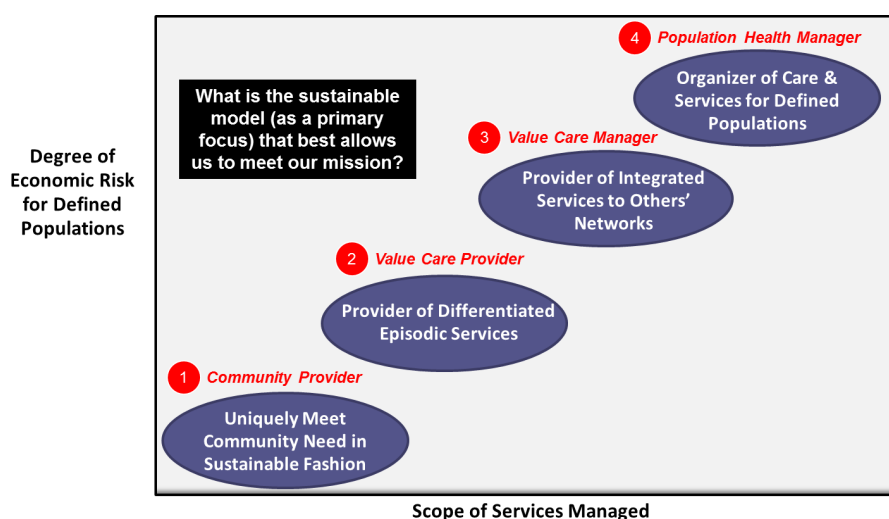 4
Population Health Manager
Organizer of Care &
Services for Defined
Populations
What is the sustainable
model (as a primary
focus) that best allows
us to meet our mission?
3
Value Care Manager
Provider of Integrated
Services to Others’
Networks
Degree of
Economic Risk
for Defined
Populations
2
Value Care Provider
Provider of Differentiated
Episodic Services
1
Community Provider
Uniquely Meet
Community Need in
Sustainable Fashion
Scope of Services Managed